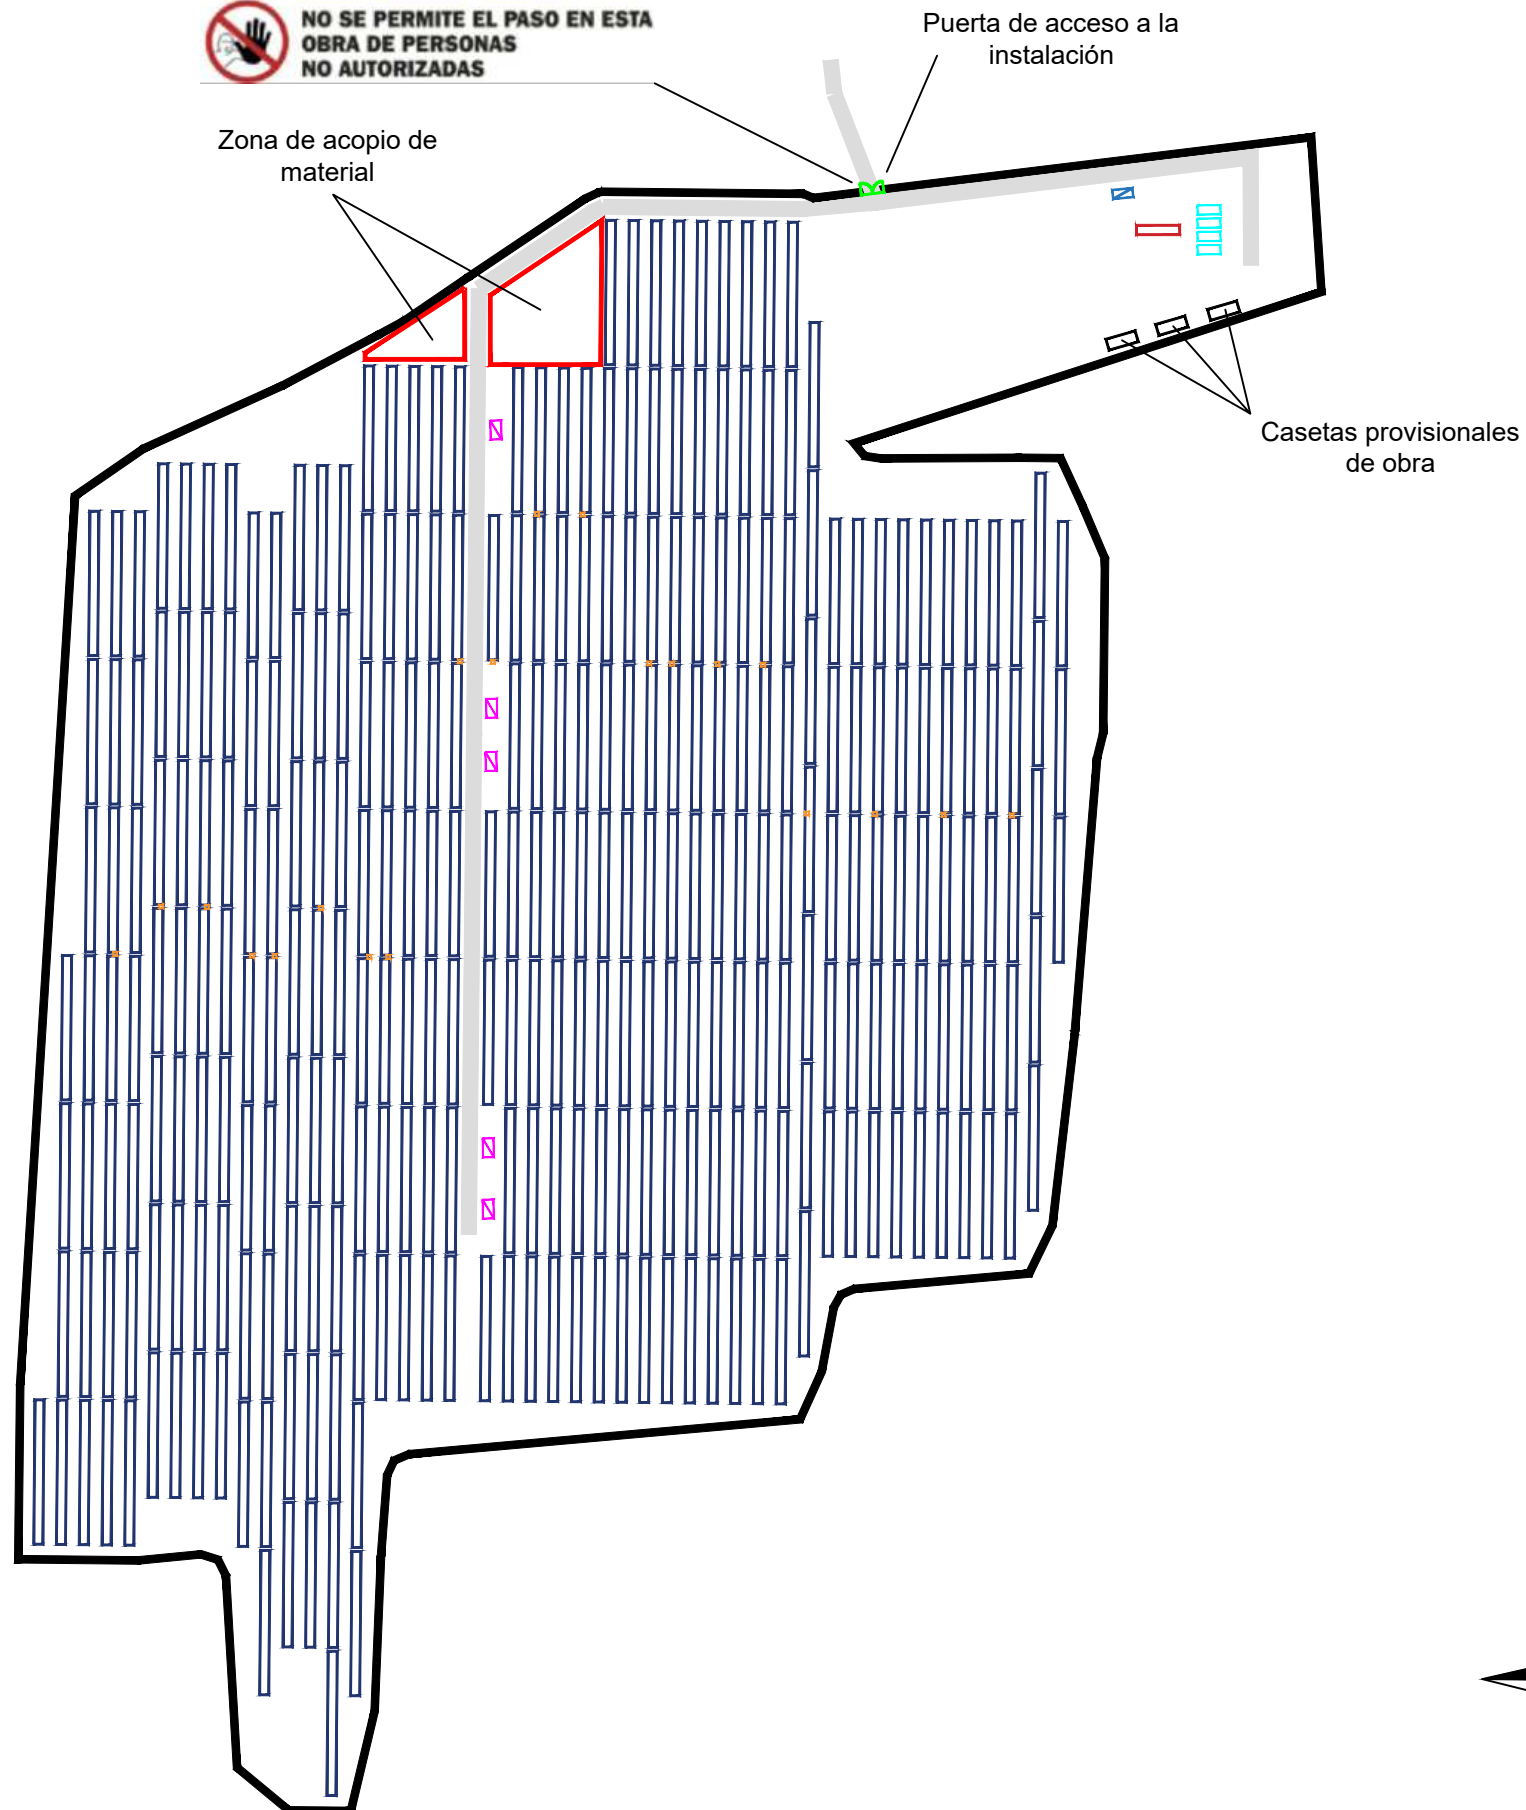 NO SE PERMITE EL PASO EN ESTA
OBRA DE PERSONAS
NO AUTORIZADAS
Puerta de acceso a la
instalación
Zona de acopio de
material
Casetas provisionales
de obra